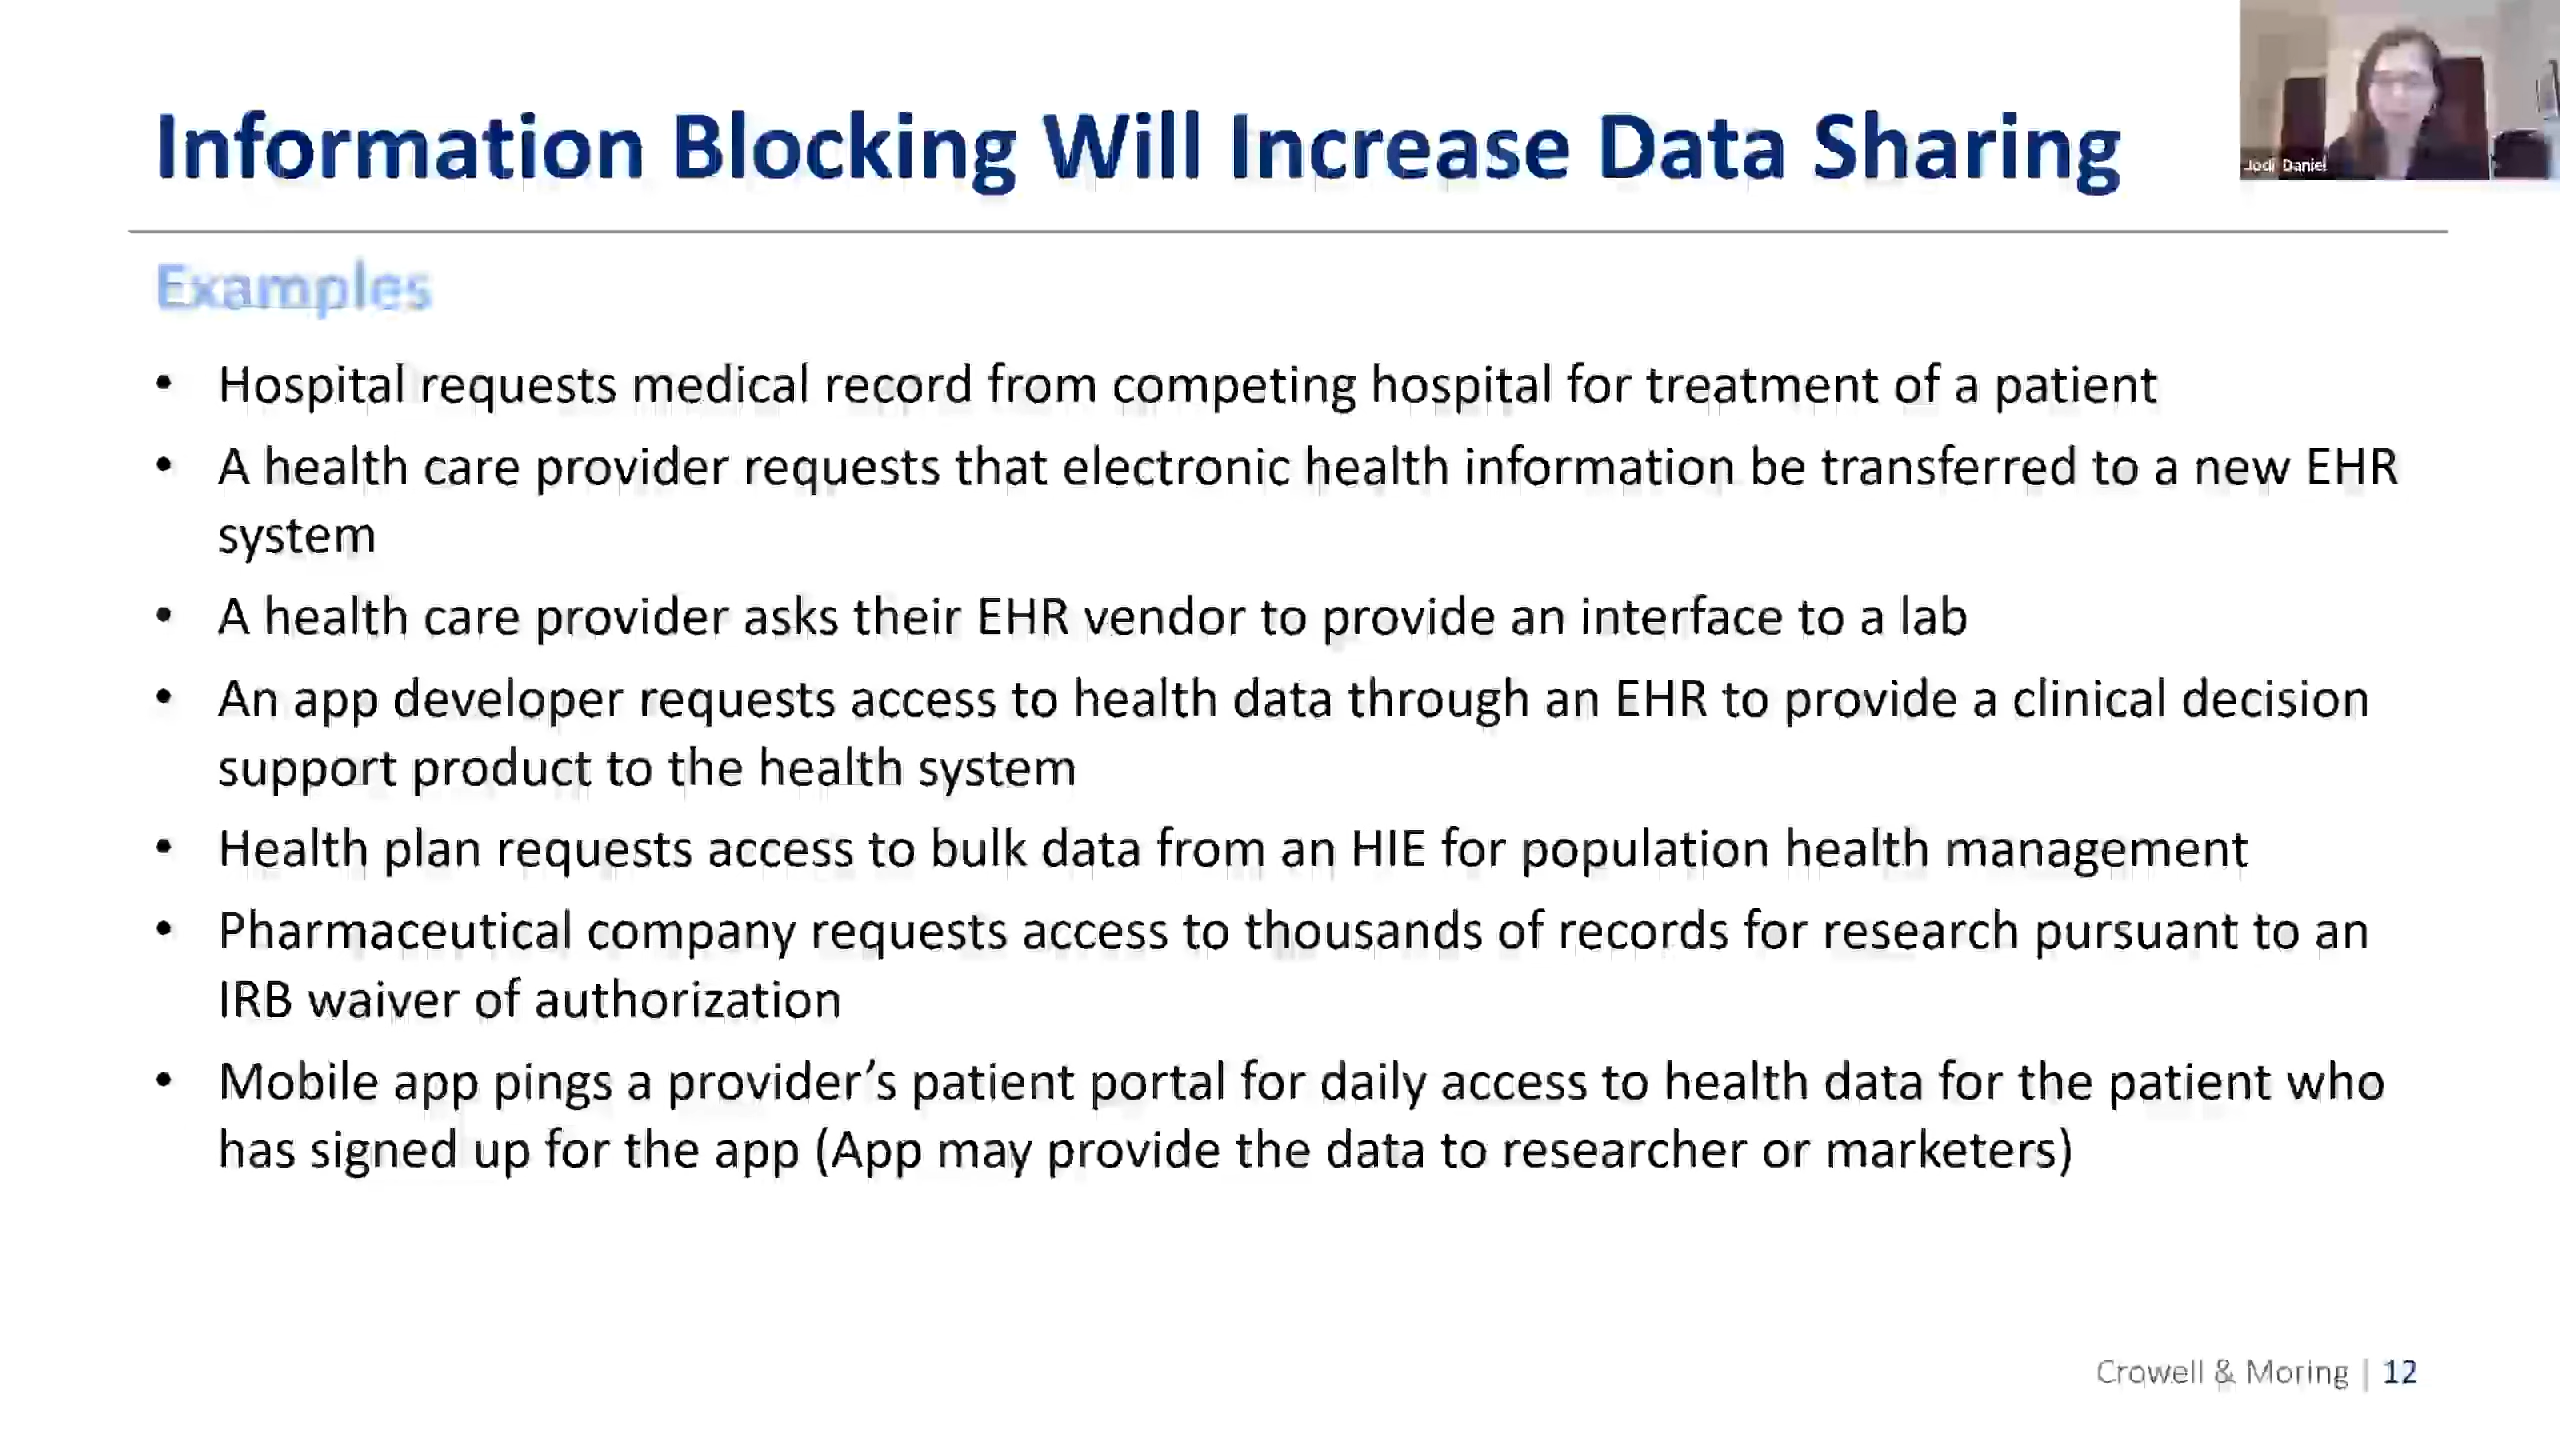 Information Blocking Will Increase Data Sharing
Jodi Daniel
Examples
• Hospital requests medical record from competing hospital for treatment of a patient
• A health care provider requests that electronic health information be transferred to a new EHR
system
• A health care provider asks their EHR vendor to provide an interface to a lab
• An app developer requests access to health data through an EHR to provide a clinical decision
support product to the health system
• Health plan requests access to bulk data from an HIE for population health management
• Pharmaceutical company requests access to thousands of records for research pursuant to an
IRB waiver of authorization
• Mobile app pings a provider’s patient portal for daily access to health data for the patient who
has signed up for the app (App may provide the data to researcher or marketers)
Crowell & Moring | 12